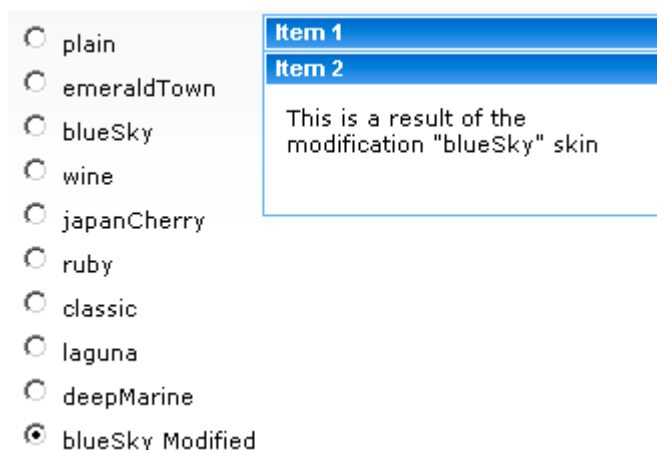 plain
emeraldTown
blueSky
wine
japanCherry
ruby
classic
laguna
deepMarine
blueSky Modified
Item 1
Item 2
This is a result of the
modification "blueSky" skin